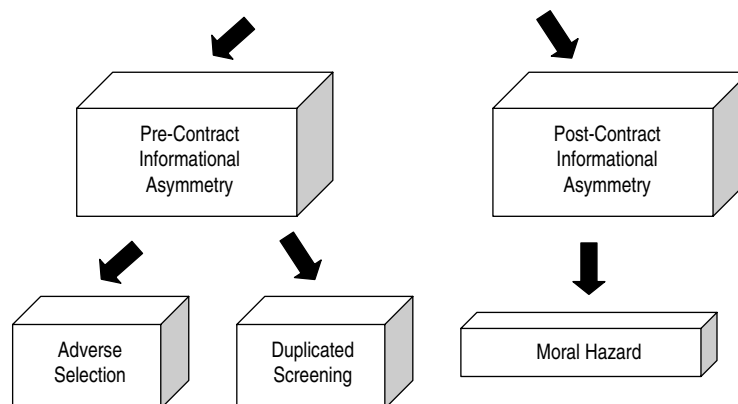 Pre-Contract
Informational
Asymmetry
Post-Contract
Informational
Asymmetry
Adverse
Selection
Duplicated
Screening
Moral Hazard